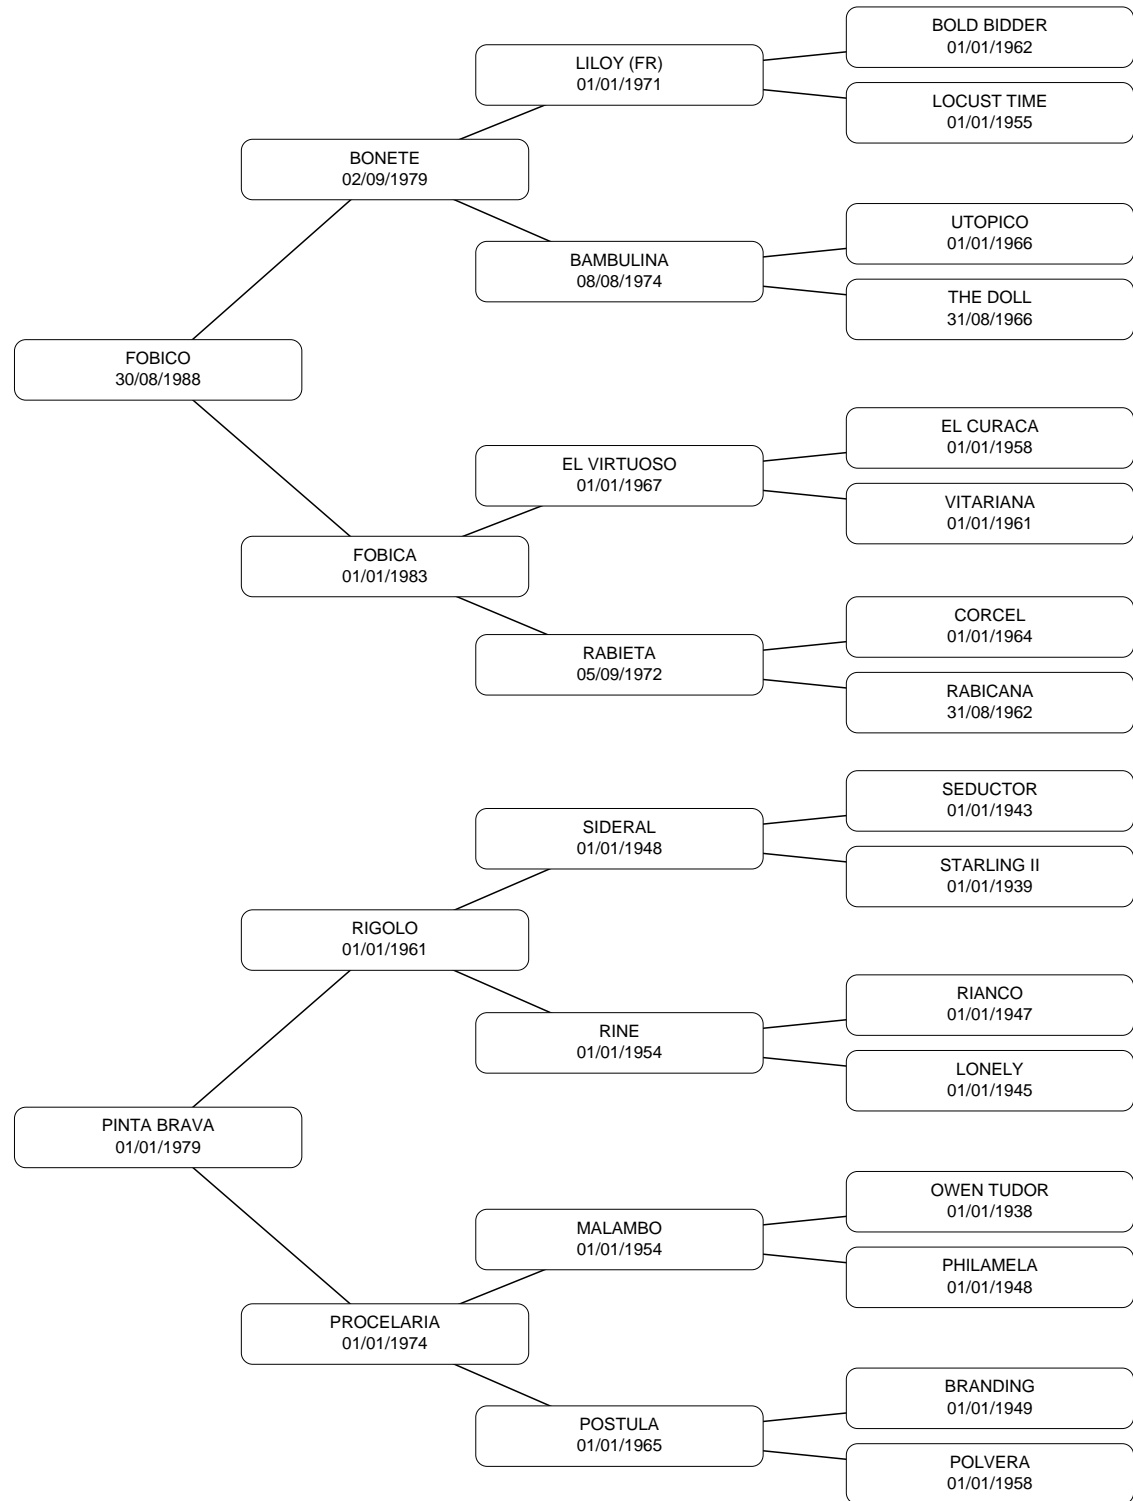 BOLD BIDDER
01/01/1962
LILOY (FR)
01/01/1971
LOCUST TIME
01/01/1955
BONETE
02/09/1979
UTOPICO
01/01/1966
BAMBULINA
08/08/1974
THE DOLL
31/08/1966
FOBICO
30/08/1988
EL CURACA
01/01/1958
EL VIRTUOSO
01/01/1967
VITARIANA
01/01/1961
FOBICA
01/01/1983
CORCEL
01/01/1964
RABIETA
05/09/1972
RABICANA
31/08/1962
SEDUCTOR
01/01/1943
SIDERAL
01/01/1948
STARLING II
01/01/1939
RIGOLO
01/01/1961
RIANCO
01/01/1947
RINE
01/01/1954
LONELY
01/01/1945
PINTA BRAVA
01/01/1979
OWEN TUDOR
01/01/1938
MALAMBO
01/01/1954
PHILAMELA
01/01/1948
PROCELARIA
01/01/1974
BRANDING
01/01/1949
POSTULA
01/01/1965
POLVERA
01/01/1958